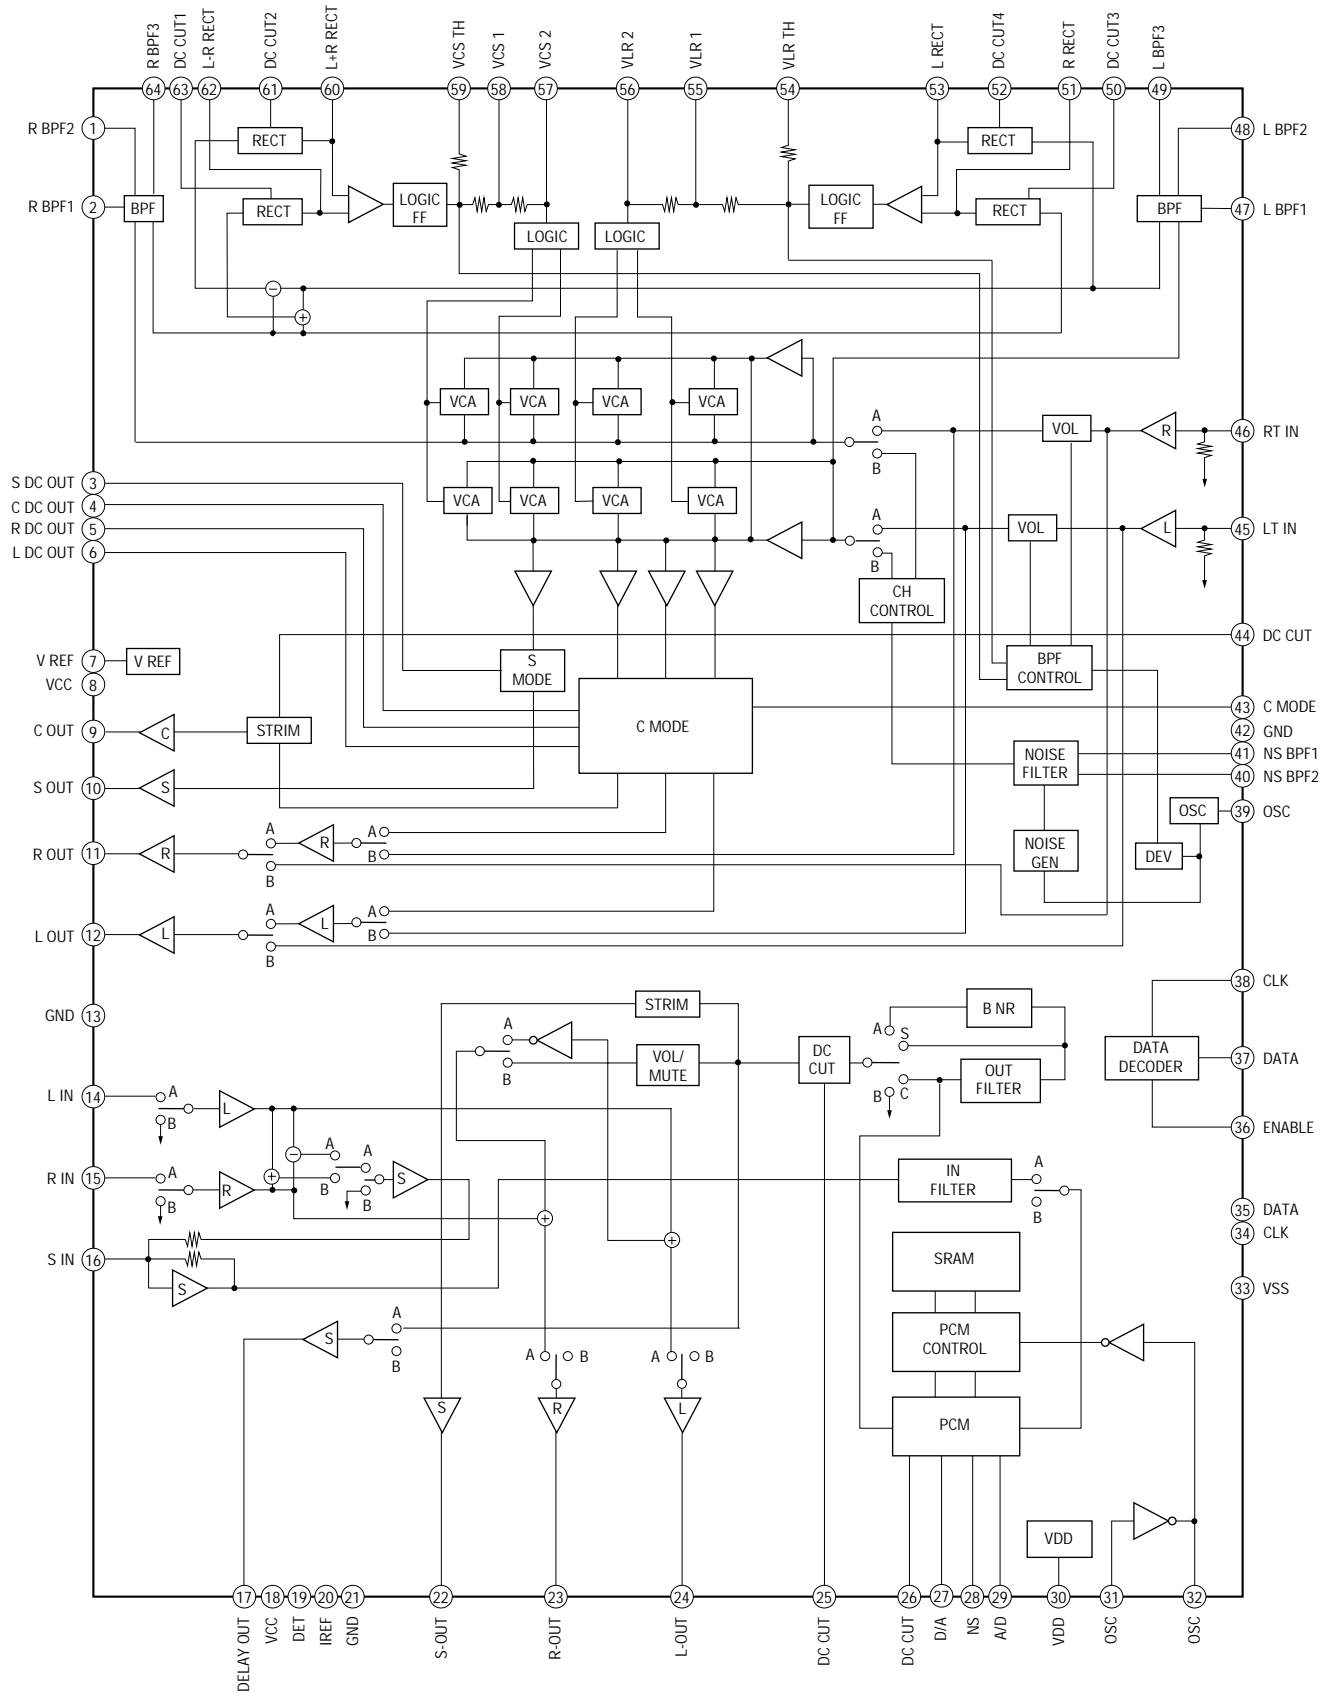 R BPF3
DC CUT1
L-R RECT
DC CUT2
L+R RECT
VCS TH
VCS 1
VCS 2
VLR 2
VLR 1
VLR TH
L RECT
DC CUT4
R RECT
DC CUT3
L BPF3
64
63
62
61
60
59
58
57
56
55
54
53
52
51
50
49
R BPF2
1
RECT
RECT
48
L BPF2
R BPF1
2
BPF
RECT
LOGIC
FF
LOGIC
FF
RECT
BPF
47
L BPF1
LOGIC
LOGIC
−
+
VCA
VCA
VCA
VCA
A
B
VOL
R
46
RT IN
S DC OUT
3
C DC OUT
4
R DC OUT
5
L DC OUT
6
VCA
VCA
VCA
VCA
A
B
VOL
L
45
LT IN
CH
CONTROL
44
DC CUT
V REF
7
V REF
VCC
8
S
MODE
BPF
CONTROL
C OUT
9
C
STRIM
C MODE
43
C MODE
42
GND
NOISE
FILTER
41
NS BPF1
40
NS BPF2
S OUT
10
S
OSC
39
OSC
R OUT
11
R
A
B
R
A
B
NOISE
GEN
DEV
L OUT
12
L
A
B
L
A
B
38
CLK
GND
13
STRIM
B NR
A
S
A
B
VOL/
MUTE
DC
CUT
OUT
FILTER
B
C
DATA
DECODER
37
DATA
L IN
14
A
B
L
36
ENABLE
−
A
B
A
B
S
+
R IN
15
A
B
R
IN
FILTER
A
B
35
DATA
34
CLK
+
+
S IN
16
S
SRAM
33
VSS
A
B
S
PCM
CONTROL
A
B
A
B
S
R
L
PCM
VDD
17
18
19
20
21
22
23
24
25
26
27
28
29
30
31
32
DELAY OUT
VCC
DET
IREF
GND
S-OUT
R-OUT
L-OUT
DC CUT
DC CUT
D/A
NS
A/D
VDD
OSC
OSC